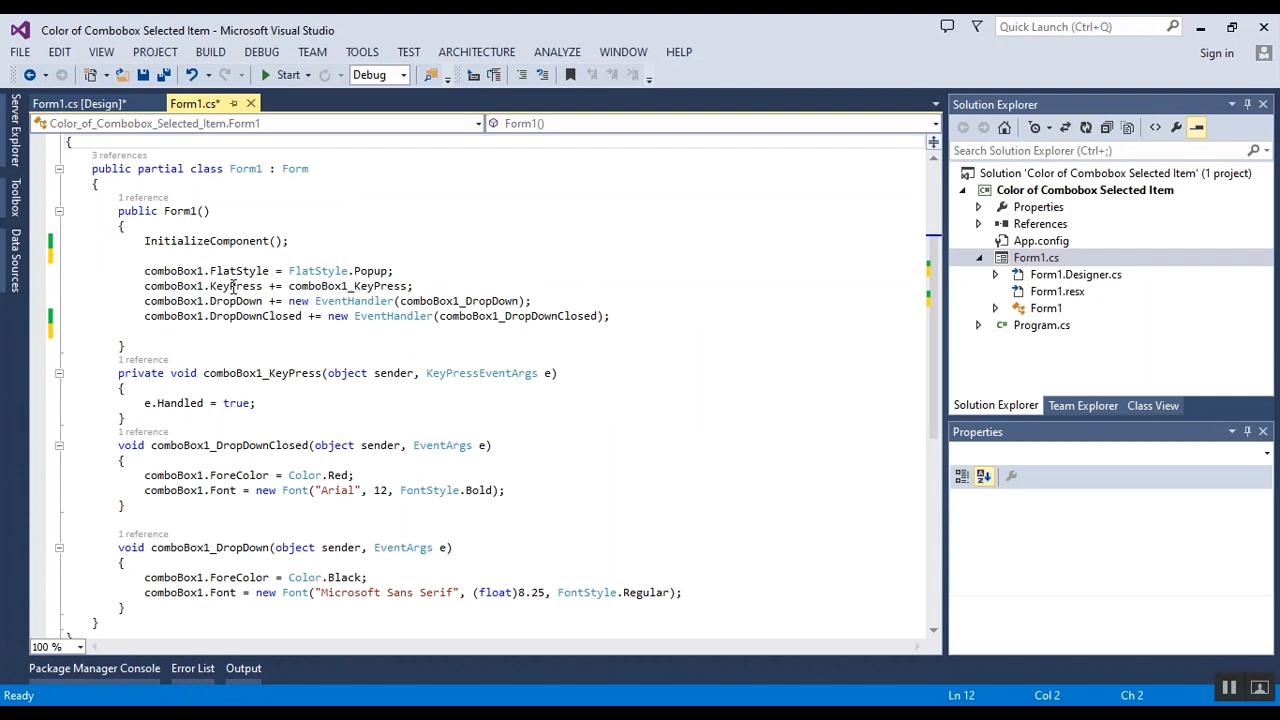 Color of Combobox Selected Item - Microsoft Visual Studio
Quick Launch (Ctrl+Q)
FILE EDIT VIEW PROJECT BUILD DEBUG TEAM TOOLS TEST ARCHITECTURE ANALYZE WINDOW HELP
Sign in
Start Debug
Server Explorer
Toolbox
Data Sources
Form1.cs [Design]* Form1.cs*
Color_of_Combobox_Selected_Item.Form1 Form1()
{
3 references
public partial class Form1 : Form
{
1 reference
public Form1()
{
InitializeComponent();
comboBox1.FlatStyle = FlatStyle.Popup;
comboBox1.KeyPress += comboBox1_KeyPress;
comboBox1.DropDown += new EventHandler(comboBox1_DropDown);
comboBox1.DropDownClosed += new EventHandler(comboBox1_DropDownClosed);
}
1 reference
private void comboBox1_KeyPress(object sender, KeyPressEventArgs e)
{
e.Handled = true;
}
1 reference
void comboBox1_DropDownClosed(object sender, EventArgs e)
{
comboBox1.ForeColor = Color.Red;
comboBox1.Font = new Font("Arial", 12, FontStyle.Bold);
}
1 reference
void comboBox1_DropDown(object sender, EventArgs e)
{
comboBox1.ForeColor = Color.Black;
comboBox1.Font = new Font("Microsoft Sans Serif", (float)8.25, FontStyle.Regular);
}
}
}
100 %
Solution Explorer
Search Solution Explorer (Ctrl+;)
Solution 'Color of Combobox Selected Item' (1 project)
C# Color of Combobox Selected Item
Properties
References
App.config
Form1.cs
Form1.Designer.cs
Form1.resx
Form1
C# Program.cs
Solution Explorer Team Explorer Class View
Properties
Package Manager Console Error List Output
Ready Ln 12 Col 2 Ch 2